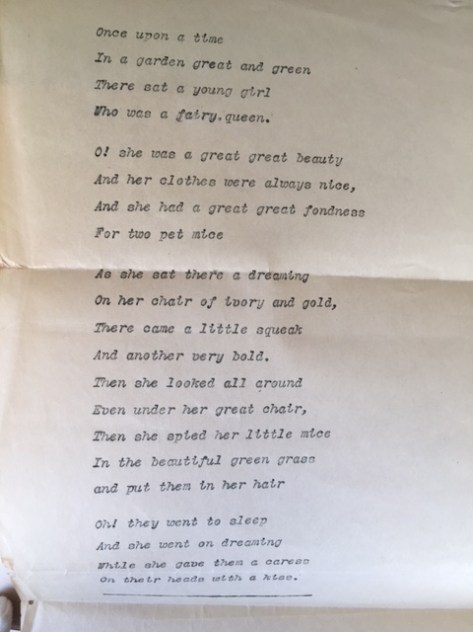 Once upon a time
In a garden great and green
There sat a young girl
Who was a fairy.queen.
O! she was a great great beauty
And her clothes were always nice,
And she had a great great fondness
For two pet mice
As she sat there a dreaming
On her chair of ivory and gold,
There came a little squeak
And another very bold.
Then she looked all around
Even under her great chair,
Then she spied her little mice
In the beautiful green grass
and put them in her hair
Oh! they went to sleep
And she went on dreaming
While she gave them a caress
On their heads with a kiss.